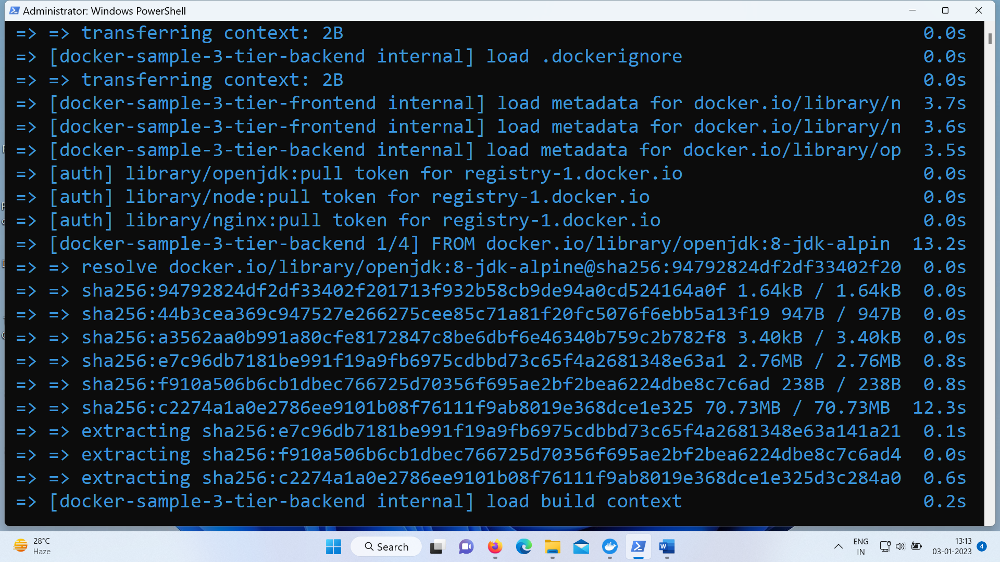 Administrator: Windows PowerShell
=> => transferring context: 2B 0.0s
=> [docker-sample-3-tier-backend internal] load .dockerignore 0.0s
=> => transferring context: 2B 0.0s
=> [docker-sample-3-tier-frontend internal] load metadata for docker.io/library/n 3.7s
=> [docker-sample-3-tier-frontend internal] load metadata for docker.io/library/n 3.6s
=> [docker-sample-3-tier-backend internal] load metadata for docker.io/library/op 3.5s
=> [auth] library/openjdk:pull token for registry-1.docker.io 0.0s
=> [auth] library/node:pull token for registry-1.docker.io 0.0s
=> [auth] library/nginx:pull token for registry-1.docker.io 0.0s
=> [docker-sample-3-tier-backend 1/4] FROM docker.io/library/openjdk:8-jdk-alpin 13.2s
=> => resolve docker.io/library/openjdk:8-jdk-alpine@sha256:94792824df2df33402f20 0.0s
=> => sha256:94792824df2df33402f201713f932b58cb9de94a0cd524164a0f 1.64kB / 1.64kB 0.0s
=> => sha256:44b3cea369c947527e266275cee85c71a81f20fc5076f6ebb5a13f19 947B / 947B 0.0s
=> => sha256:a3562aa0b991a80cfe8172847c8be6dbf6e46340b759c2b782f8 3.40kB / 3.40kB 0.0s
=> => sha256:e7c96db7181be991f19a9fb6975cdbbd73c65f4a2681348e63a1 2.76MB / 2.76MB 0.8s
=> => sha256:f910a506b6cb1dbec766725d70356f695ae2bf2bea6224dbe8c7c6ad 238B / 238B 0.8s
=> => sha256:c2274a1a0e2786ee9101b08f76111f9ab8019e368dce1e325 70.73MB / 70.73MB 12.3s
=> => extracting sha256:e7c96db7181be991f19a9fb6975cdbbd73c65f4a2681348e63a141a21 0.1s
=> => extracting sha256:f910a506b6cb1dbec766725d70356f695ae2bf2bea6224dbe8c7c6ad4 0.0s
=> => extracting sha256:c2274a1a0e2786ee9101b08f76111f9ab8019e368dce1e325d3c284a0 0.6s
=> [docker-sample-3-tier-backend internal] load build context 0.2s
28°C
Haze
Search
ENG
IN
13:13
03-01-2023
4